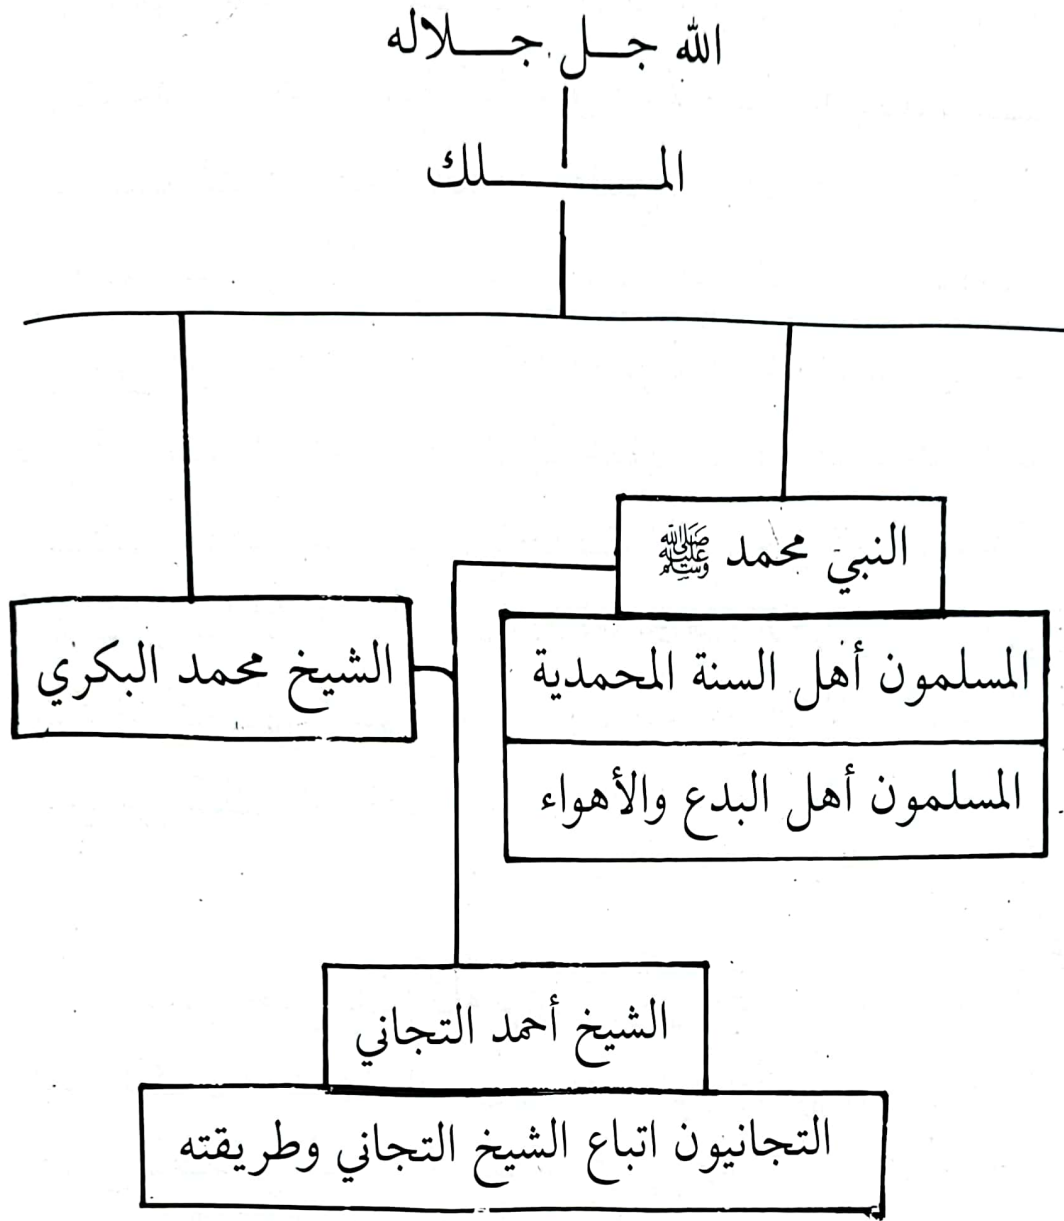 الله جل جلاله
الملك
النبي محمد ﷺ
المسلمون أهل السنة المحمدية
الشيخ محمد البكري
المسلمون أهل البدع والأهواء
الشيخ أحمد التجاني
التجانيون اتباع الشيخ التجاني وطريقته